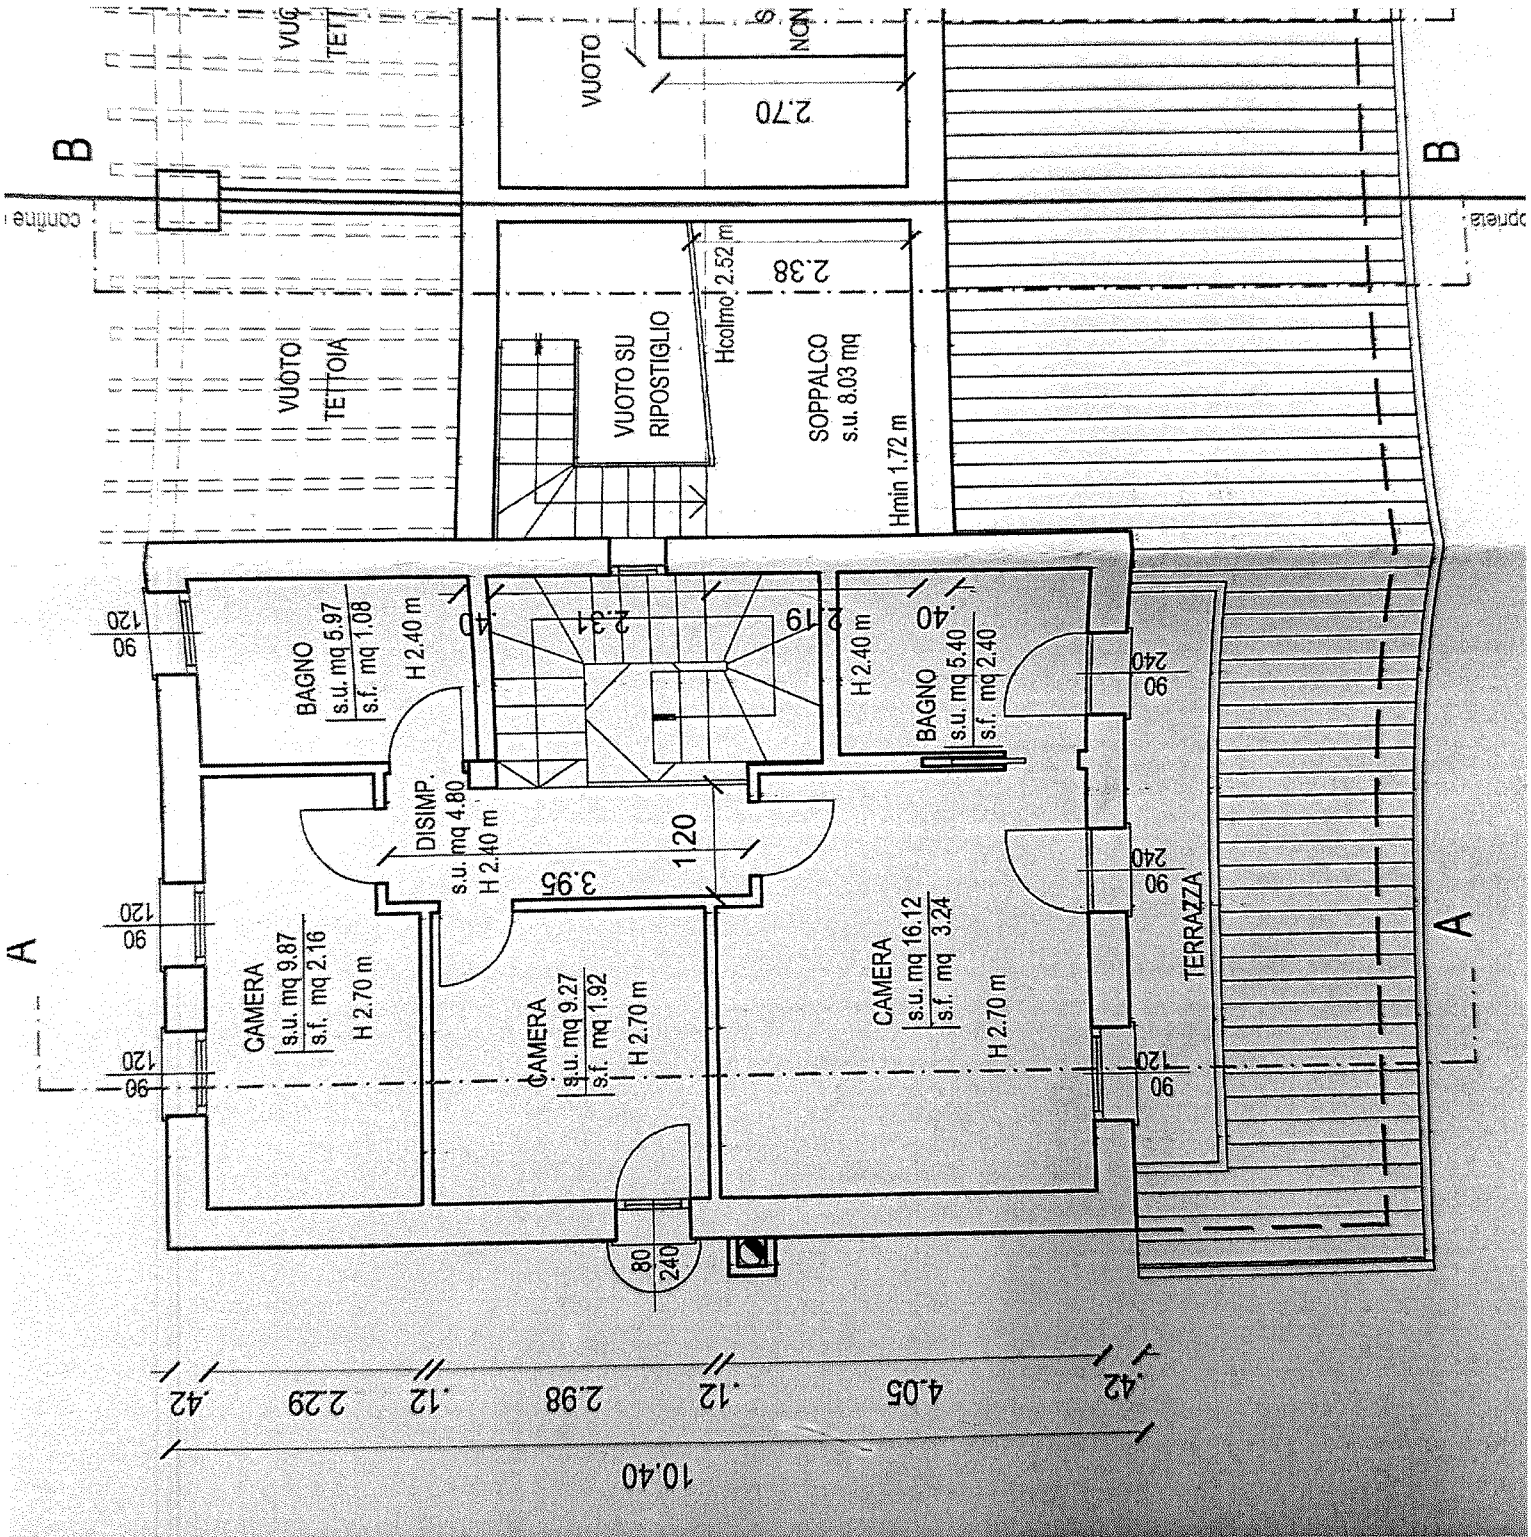 VUOTO
TETTOIA
VUOTO
NON
2.70
B
B
confine
VUOTO
TETTOIA
VUOTO SU
RIPOSTIGLIO
Hcolmo 2.52 m
2.38
SOPPALCO
s.u. 8.03 mq
Hmin 1.72 m
90
120
BAGNO
s.u. mq 5.97
s.f. mq 1.08
H 2.40 m
.40
2.31
2.19
.40
H 2.40 m
BAGNO
s.u. mq 5.40
s.f. mq 2.40
90
240
DISIMP.
s.u. mq 4.80
H 2.40 m
3.95
1.20
90
120
90
120
CAMERA
s.u. mq 9.87
s.f. mq 2.16
H 2.70 m
CAMERA
s.u. mq 9.27
s.f. mq 1.92
H 2.70 m
CAMERA
s.u. mq 16.12
s.f. mq 3.24
H 2.70 m
90
240
90
120
TERRAZZA
A
A
80
240
.42
2.29
.12
2.98
.12
4.05
.42
10.40